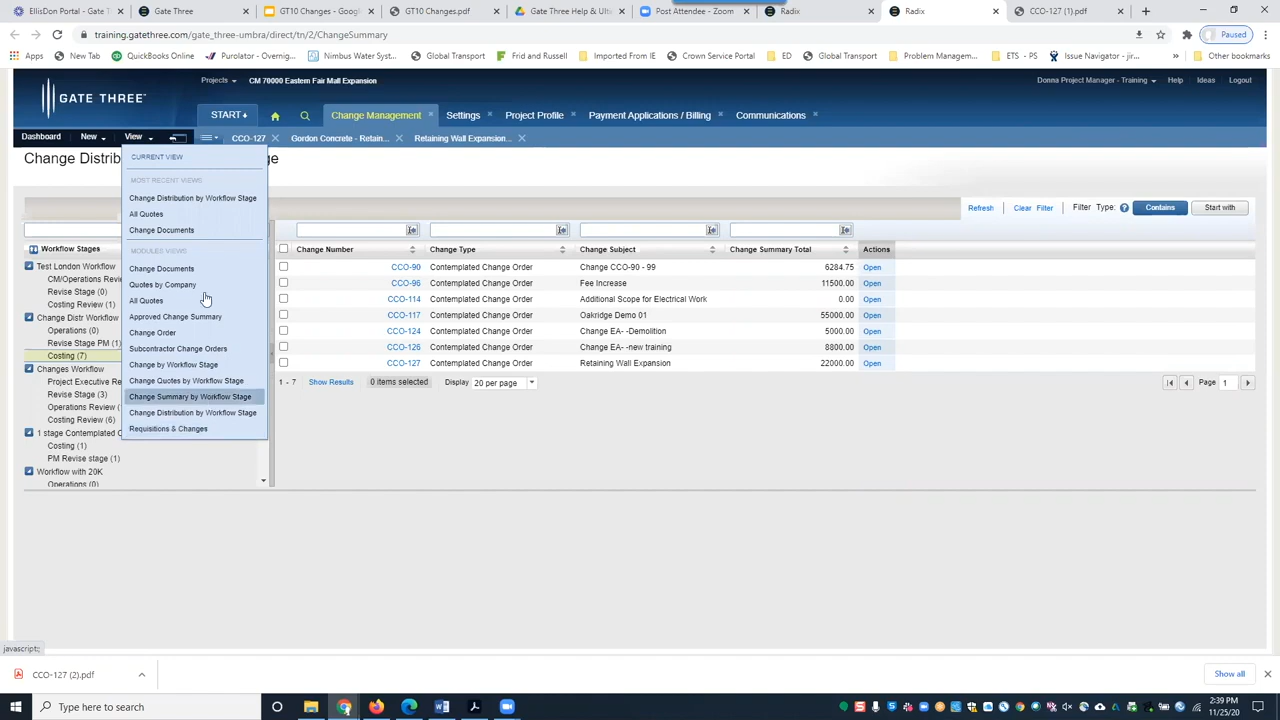 EllisDon Portal - Gate T
Gate Three
GT10 Changes - Googl
GT10 Changes.pdf
Gate Three Help & Ultir
Post Attendee - Zoom
Radix
Radix
CCO-127 (1).pdf
training.gatethree.com/gate_three-umbra/direct/tn/2/ChangeSummary
Paused
Apps
New Tab
QuickBooks Online
Purolator - Overnig...
Nimbus Water Syst...
Global Transport
Frid and Russell
Imported From IE
Crown Service Portal
ED
Global Transport
Problem Managem...
ETS - PS
Issue Navigator - jir...
Other bookmarks
GATE THREE
Projects
CM 70000 Eastern Fair Mall Expansion
Donna Project Manager - Training
Help
Ideas
Logout
START+
Change Management
Settings
Project Profile
Payment Applications / Billing
Communications
Dashboard
New
View
CCO-127
Gordon Concrete - Retain...
Retaining Wall Expansion...
Change Distrib
ge
CURRENT VIEW
MOST RECENT VIEWS
Change Distribution by Workflow Stage
All Quotes
Change Documents
MODULES VIEWS
Change Documents
Quotes by Company
All Quotes
Approved Change Summary
Change Order
Subcontractor Change Orders
Change by Workflow Stage
Change Quotes by Workflow Stage
Change Summary by Workflow Stage
Change Distribution by Workflow Stage
Requisitions & Changes
Refresh
Clear Filter
Filter Type:
Contains
Start with
Workflow Stages
Test London Workflow
CM/Operations Revie
Revise Stage (0)
Costing Review (1)
Change Distr Workflow
Operations (0)
Revise Stage PM (1)
Costing (7)
Changes Workflow
Project Executive Re
Revise Stage (3)
Operations Review (
Costing Review (6)
1 stage Contemplated C
Costing (1)
PM Revise stage (1)
Workflow with 20K
Operations (0)
Change Number Change Type Change Subject Change Summary Total Actions
CCO-90 Contemplated Change Order Change CCO-90 - 99 6284.75 Open
CCO-96 Contemplated Change Order Fee Increase 11500.00 Open
CCO-114 Contemplated Change Order Additional Scope for Electrical Work 0.00 Open
CCO-117 Contemplated Change Order Oakridge Demo 01 55000.00 Open
CCO-124 Contemplated Change Order Change EA- -Demolition 5000.00 Open
CCO-126 Contemplated Change Order Change EA- -new training 8800.00 Open
CCO-127 Contemplated Change Order Retaining Wall Expansion 22000.00 Open
1 - 7 Show Results 0 items selected Display 20 per page Page 1
javascript:;
CCO-127 (2).pdf
Show all
Type here to search
2:39 PM
11/25/20